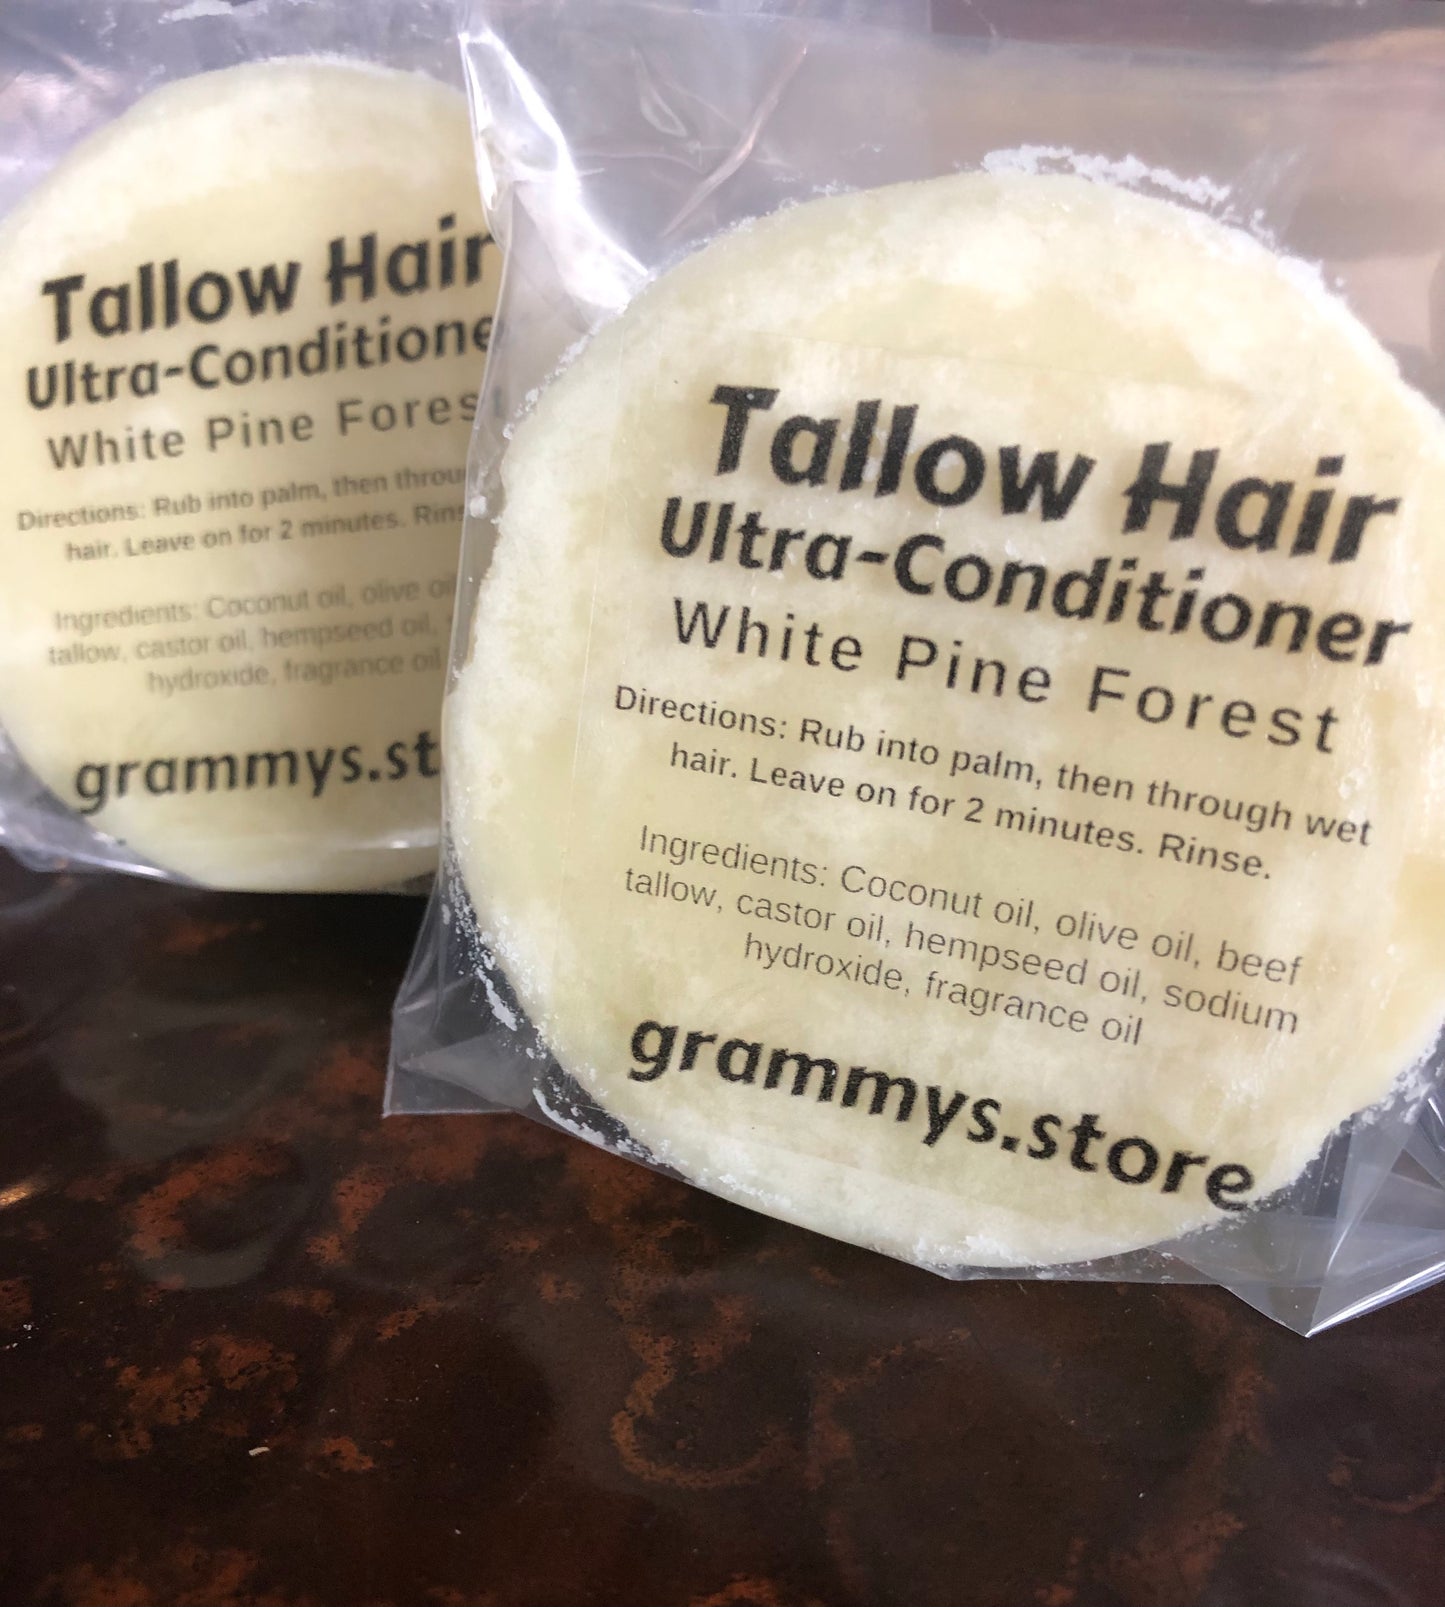 Tallow Hair
Ultra-Conditione
White Pine Fores
Directions: Rub into palm, then
hair. Leave on for 2 minutes.
Ingredients: Coconut oil, olive
tallow, castor oil, hempseed oil,
hydroxide, fragrance oil
grammys.st
Tallow Hair
Ultra-Conditioner
White Pine Forest
Directions: Rub into palm, then through wet
hair. Leave on for 2 minutes. Rinse.
Ingredients: Coconut oil, olive oil, beef
tallow, castor oil, hempseed oil, sodium
hydroxide, fragrance oil
grammys.store